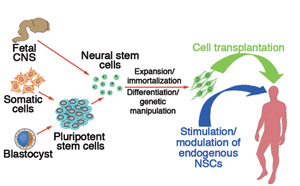 Fetal
CNS
Neural stem
cells
Somatic
cells
Blastocyst
Pluripotent
stem cells
Expansion/
immortalization
Differentiation/
genetic
manipulation
Cell transplantation
Stimulation/
modulation of
endogenous
NSCs